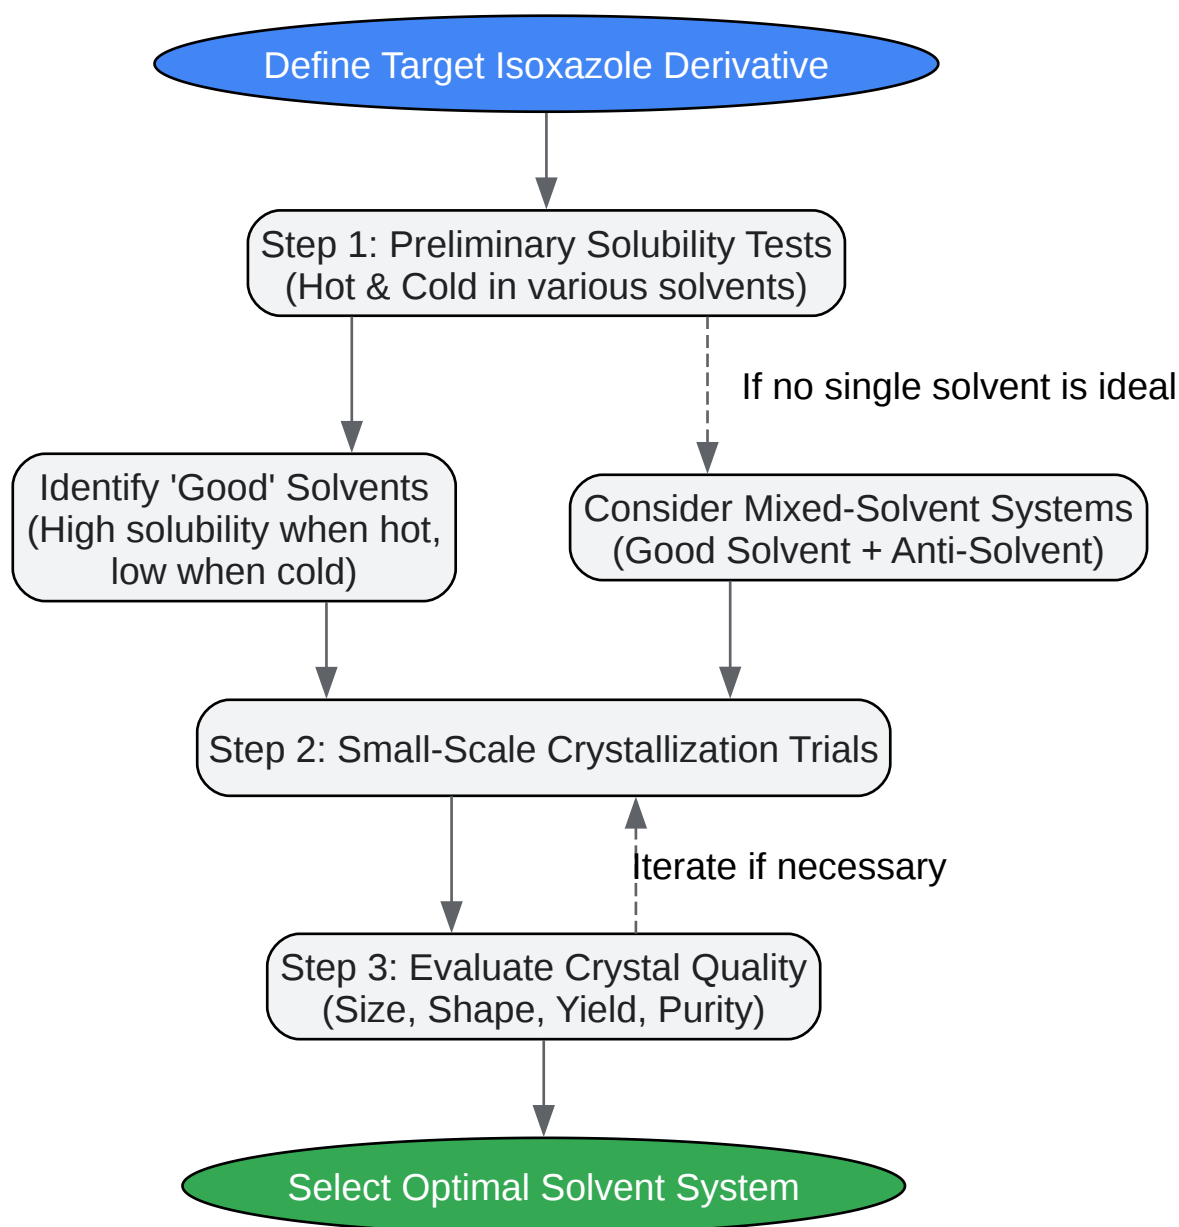 Define Target Isoxazole Derivative
Step 1: Preliminary Solubility Tests
(Hot & Cold in various solvents)
If no single solvent is ideal
Identify 'Good' Solvents
(High solubility when hot,
low when cold)
Consider Mixed-Solvent Systems
(Good Solvent + Anti-Solvent)
Step 2: Small-Scale Crystallization Trials
Iterate if necessary
Step 3: Evaluate Crystal Quality
(Size, Shape, Yield, Purity)
Select Optimal Solvent System